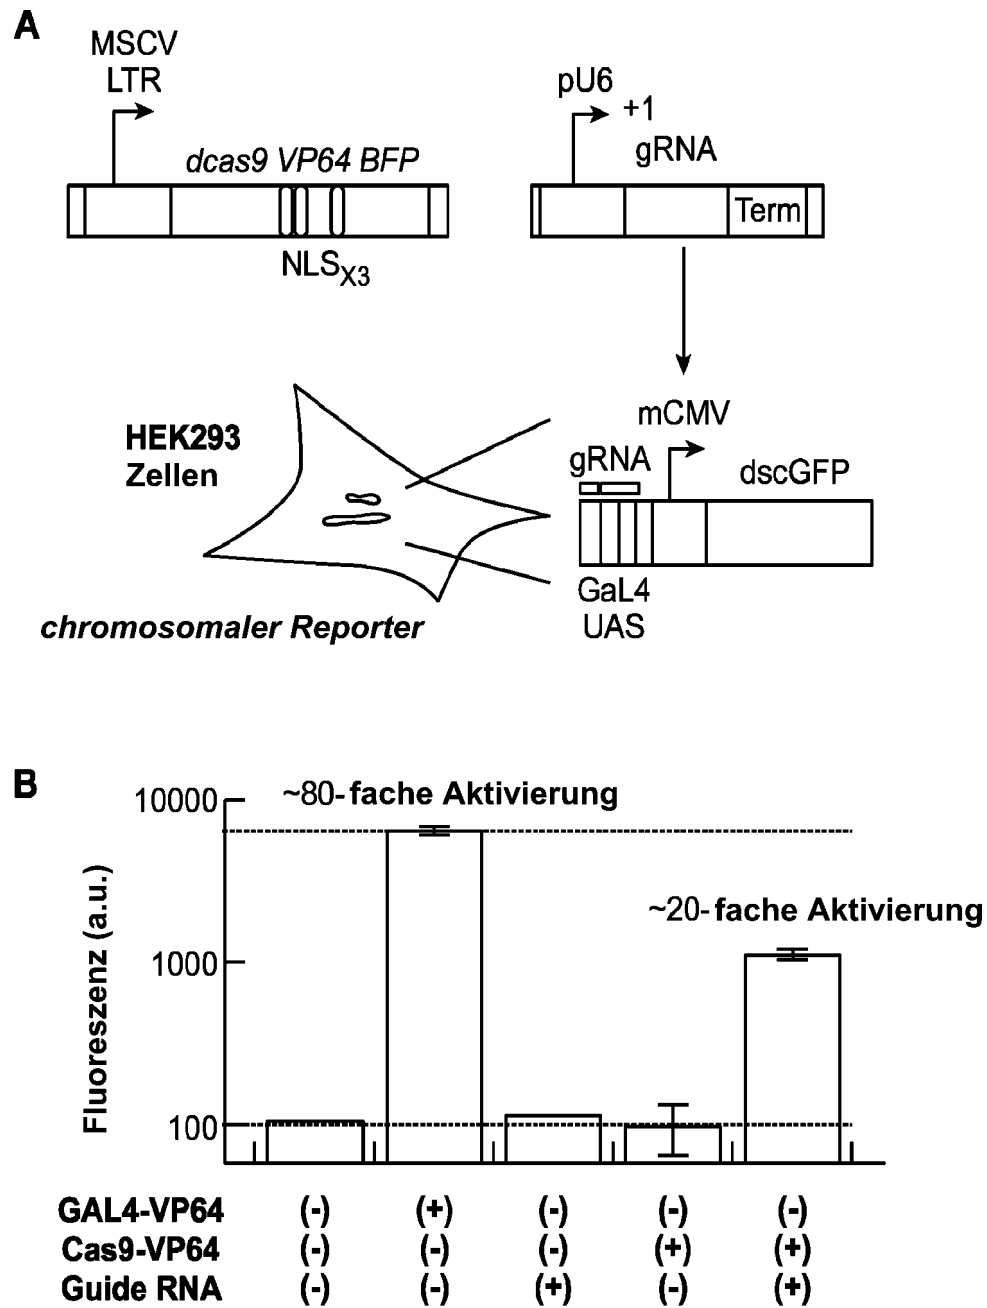 A
MSCV
LTR
dcas9 VP64 BFP
NLSX3
pU6
+1
gRNA
Term
HEK293
Zellen
chromosomaler Reporter
mCMV
gRNA
dscGFP
GaL4
UAS
B
~80-fache Aktivierung
~20-fache Aktivierung
Fluoreszenz (a.u.)
10000
1000
100
GAL4-VP64 (-) (+) (-) (-) (-)
Cas9-VP64 (-) (-) (-) (+) (+)
Guide RNA (-) (-) (+) (-) (+)